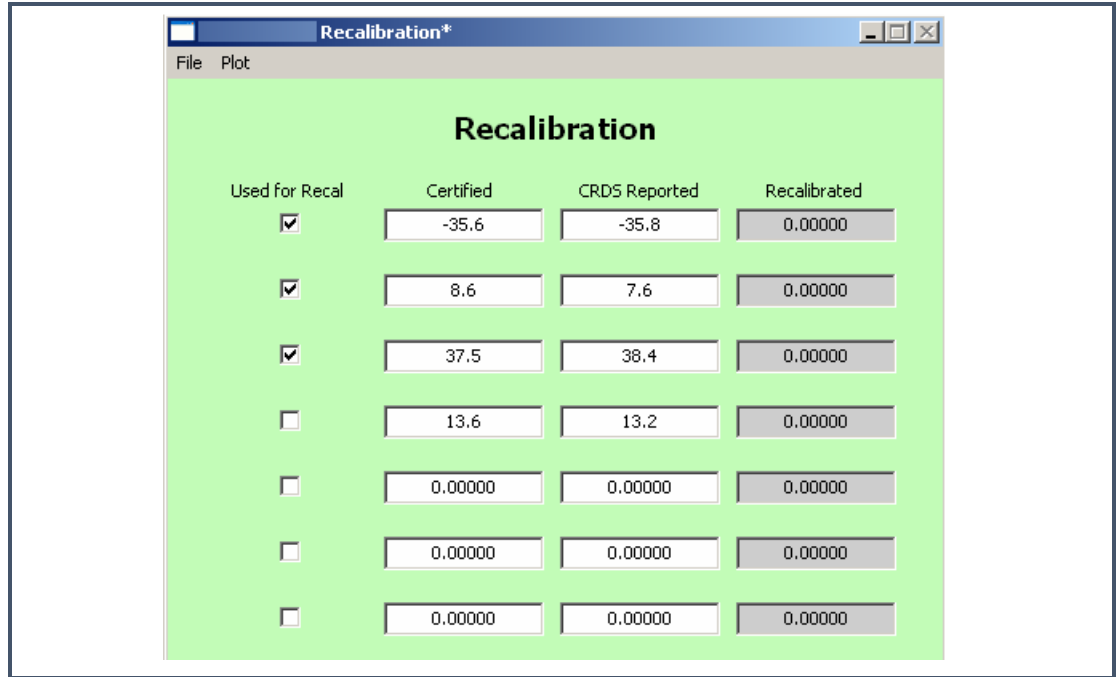 Recalibration*
File Plot
Recalibration
Used for Recal Certified CRDS Reported Recalibrated
-35.6 -35.8 0.00000
8.6 7.6 0.00000
37.5 38.4 0.00000
13.6 13.2 0.00000
0.00000 0.00000 0.00000
0.00000 0.00000 0.00000
0.00000 0.00000 0.00000